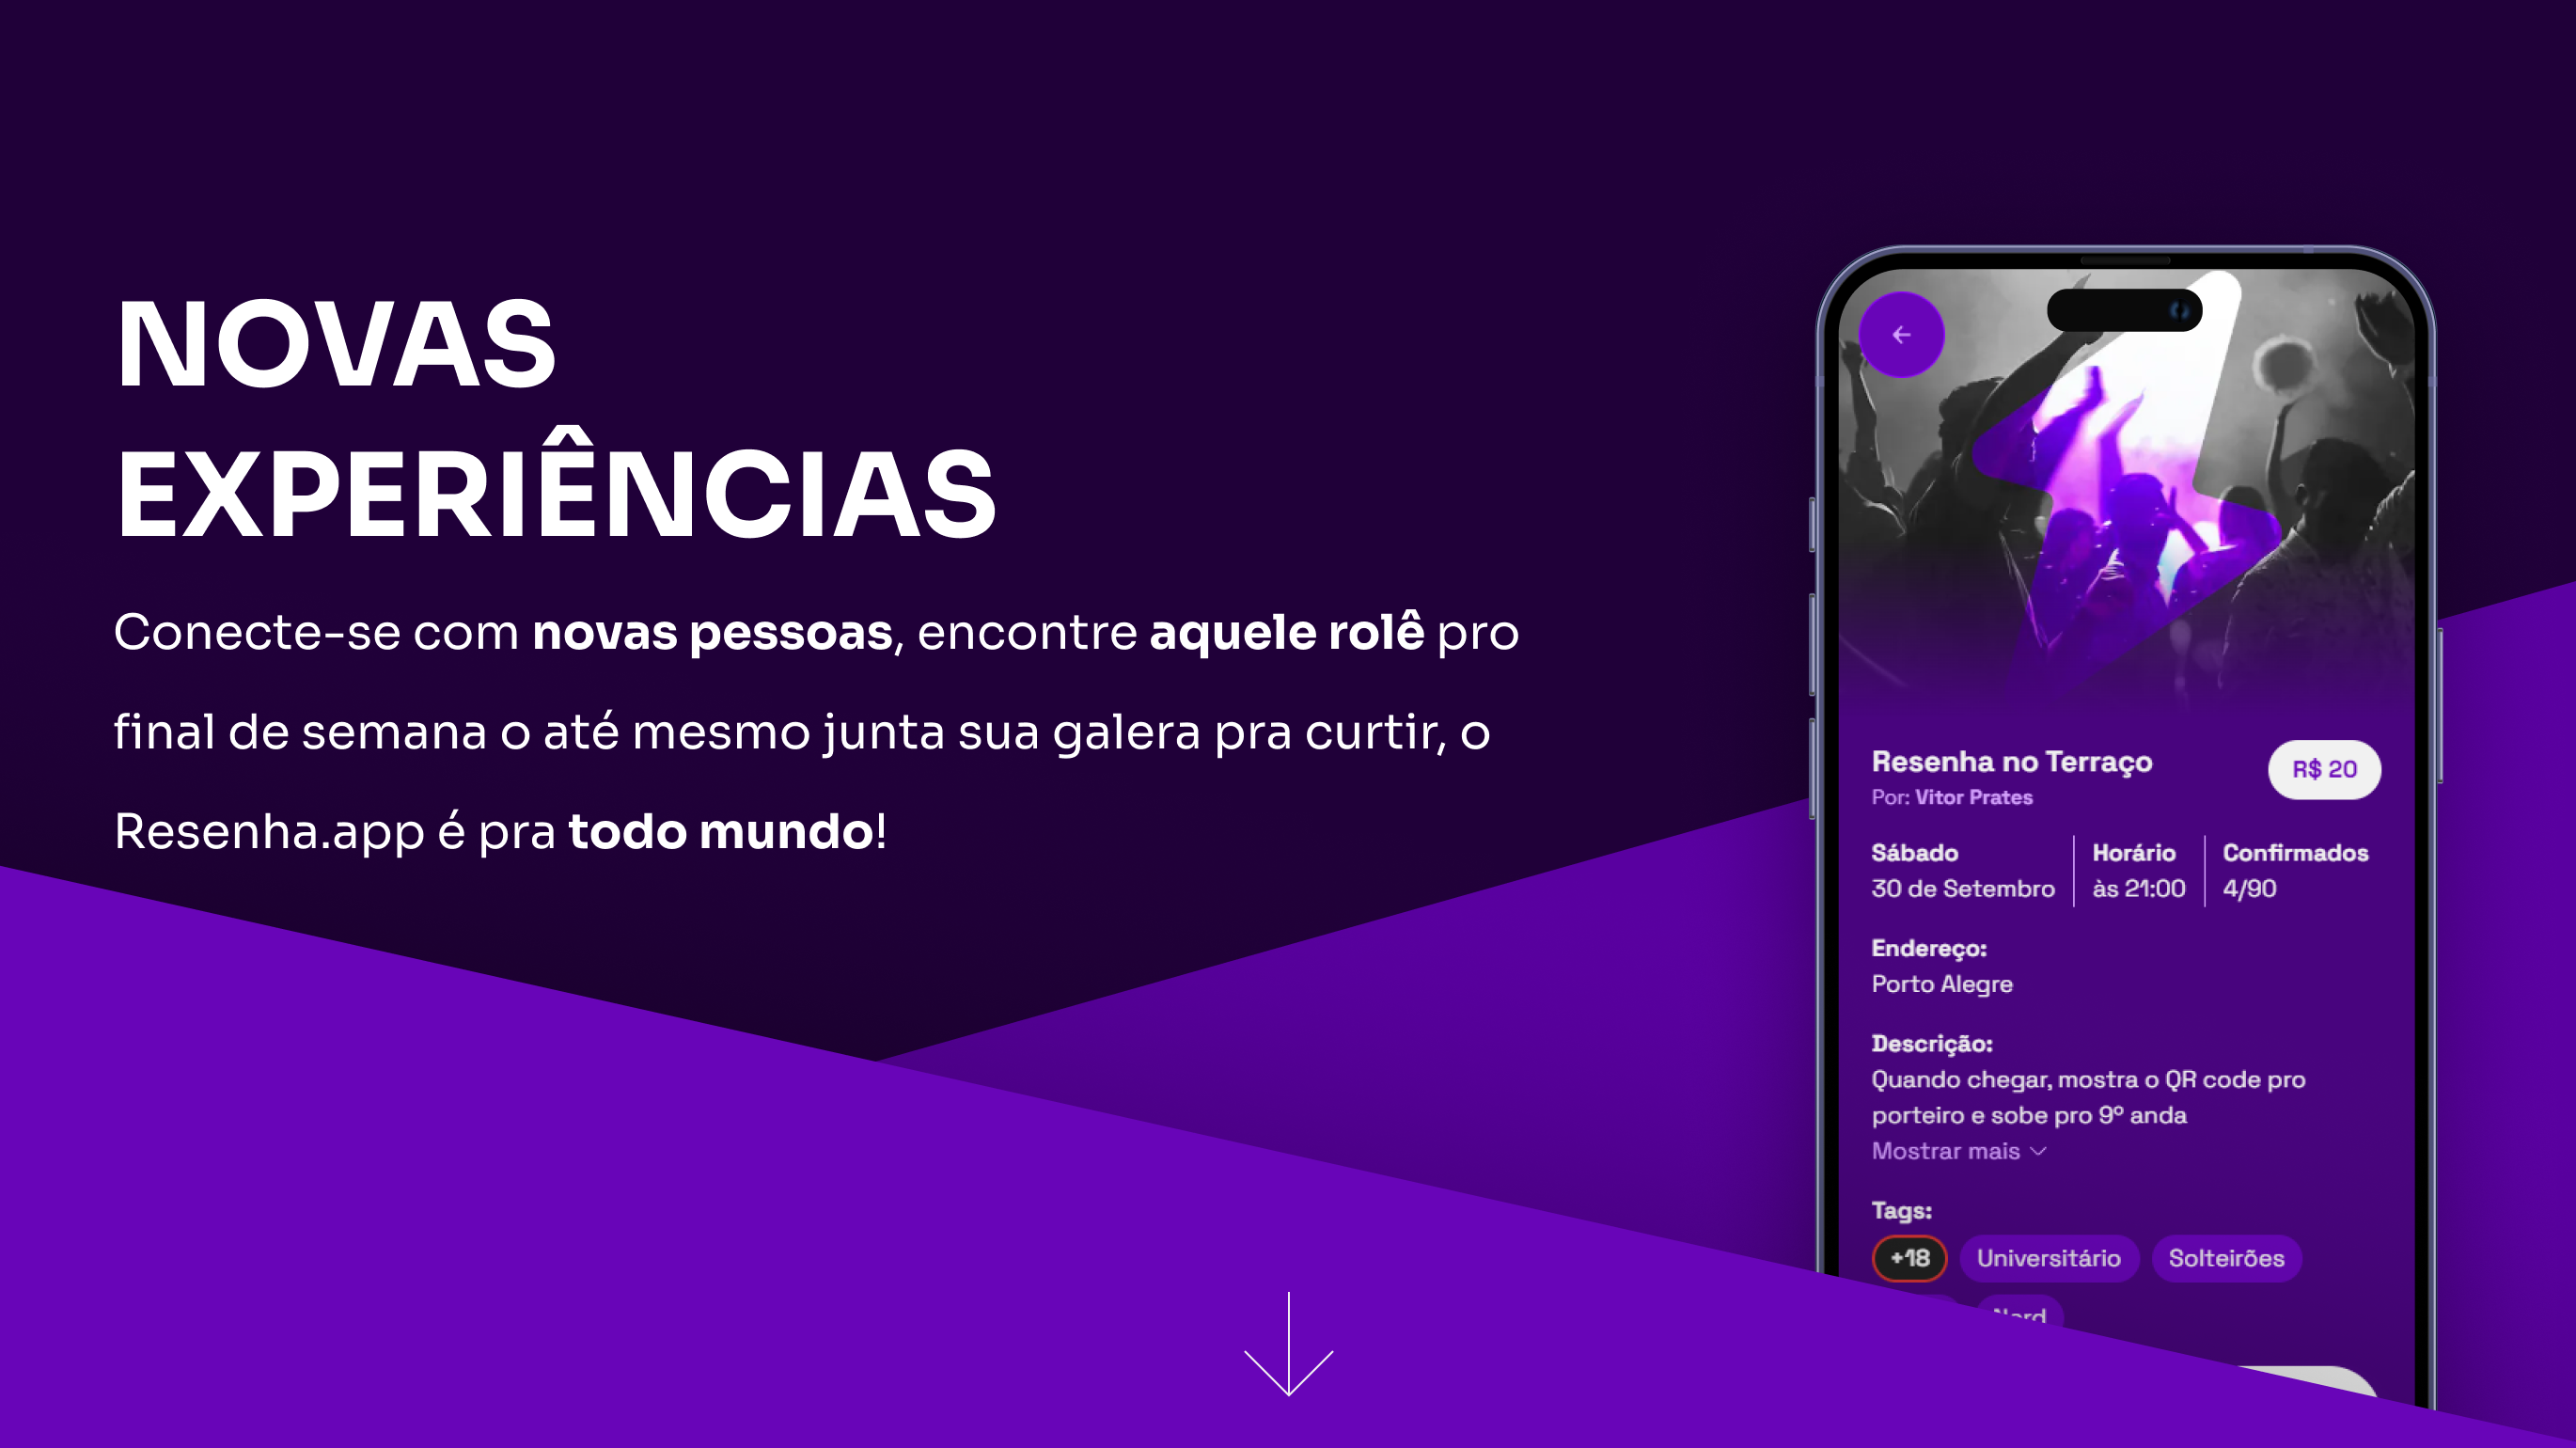 NOVAS
EXPERIÊNCIAS
Conecte-se com novas pessoas, encontre aquele rolê pro
final de semana o até mesmo junta sua galera pra curtir, o
Resenha.app é pra todo mundo!
Resenha no Terraço
R$ 20
Por: Vitor Prates
Sábado
30 de Setembro
Horário
às 21:00
Confirmados
4/90
Endereço:
Porto Alegre
Descrição:
Quando chegar, mostra o QR code pro
porteiro e sobe pro 9º anda
Mostrar mais
Tags:
+18 Universitário Solteirões
Nerd